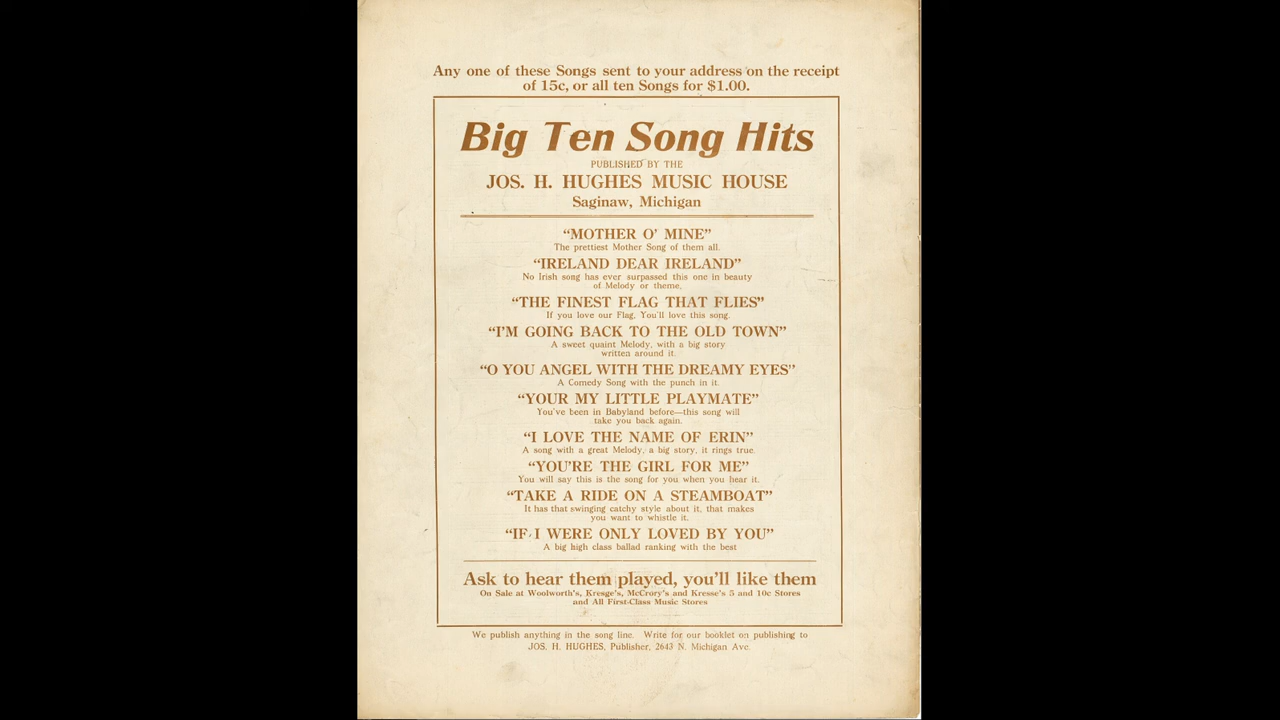 Any one of these Songs sent to your address on the receipt
of 15c, or all ten Songs for $1.00.
Big Ten Song Hits
PUBLISHED BY THE
JOS. H. HUGHES MUSIC HOUSE
Saginaw, Michigan
“MOTHER O’ MINE”
The prettiest Mother Song of them all.
“IRELAND DEAR IRELAND”
No Irish song has ever surpassed this one in beauty
of Melody or theme,
“THE FINEST FLAG THAT FLIES”
If you love our Flag, You’ll love this song.
“I’M GOING BACK TO THE OLD TOWN”
A sweet quaint Melody, with a big story
written around it.
“O YOU ANGEL WITH THE DREAMY EYES”
A Comedy Song with the punch in it.
“YOUR MY LITTLE PLAYMATE”
You’ve been in Babyland before—this song will
take you back again.
“I LOVE THE NAME OF ERIN”
A song with a great Melody, a big story, it rings true.
“YOU’RE THE GIRL FOR ME”
You will say this is the song for you when you hear it.
“TAKE A RIDE ON A STEAMBOAT”
It has that swinging catchy style about it, that makes
you want to whistle it.
“IF I WERE ONLY LOVED BY YOU”
A big high class ballad ranking with the best
Ask to hear them played, you’ll like them
On Sale at Woolworth’s, Kresge’s, McCrory’s and Kresse’s 5 and 10c Stores
and All First-Class Music Stores
We publish anything in the song line. Write for our booklet on publishing to
JOS. H. HUGHES, Publisher, 2643 N. Michigan Ave.